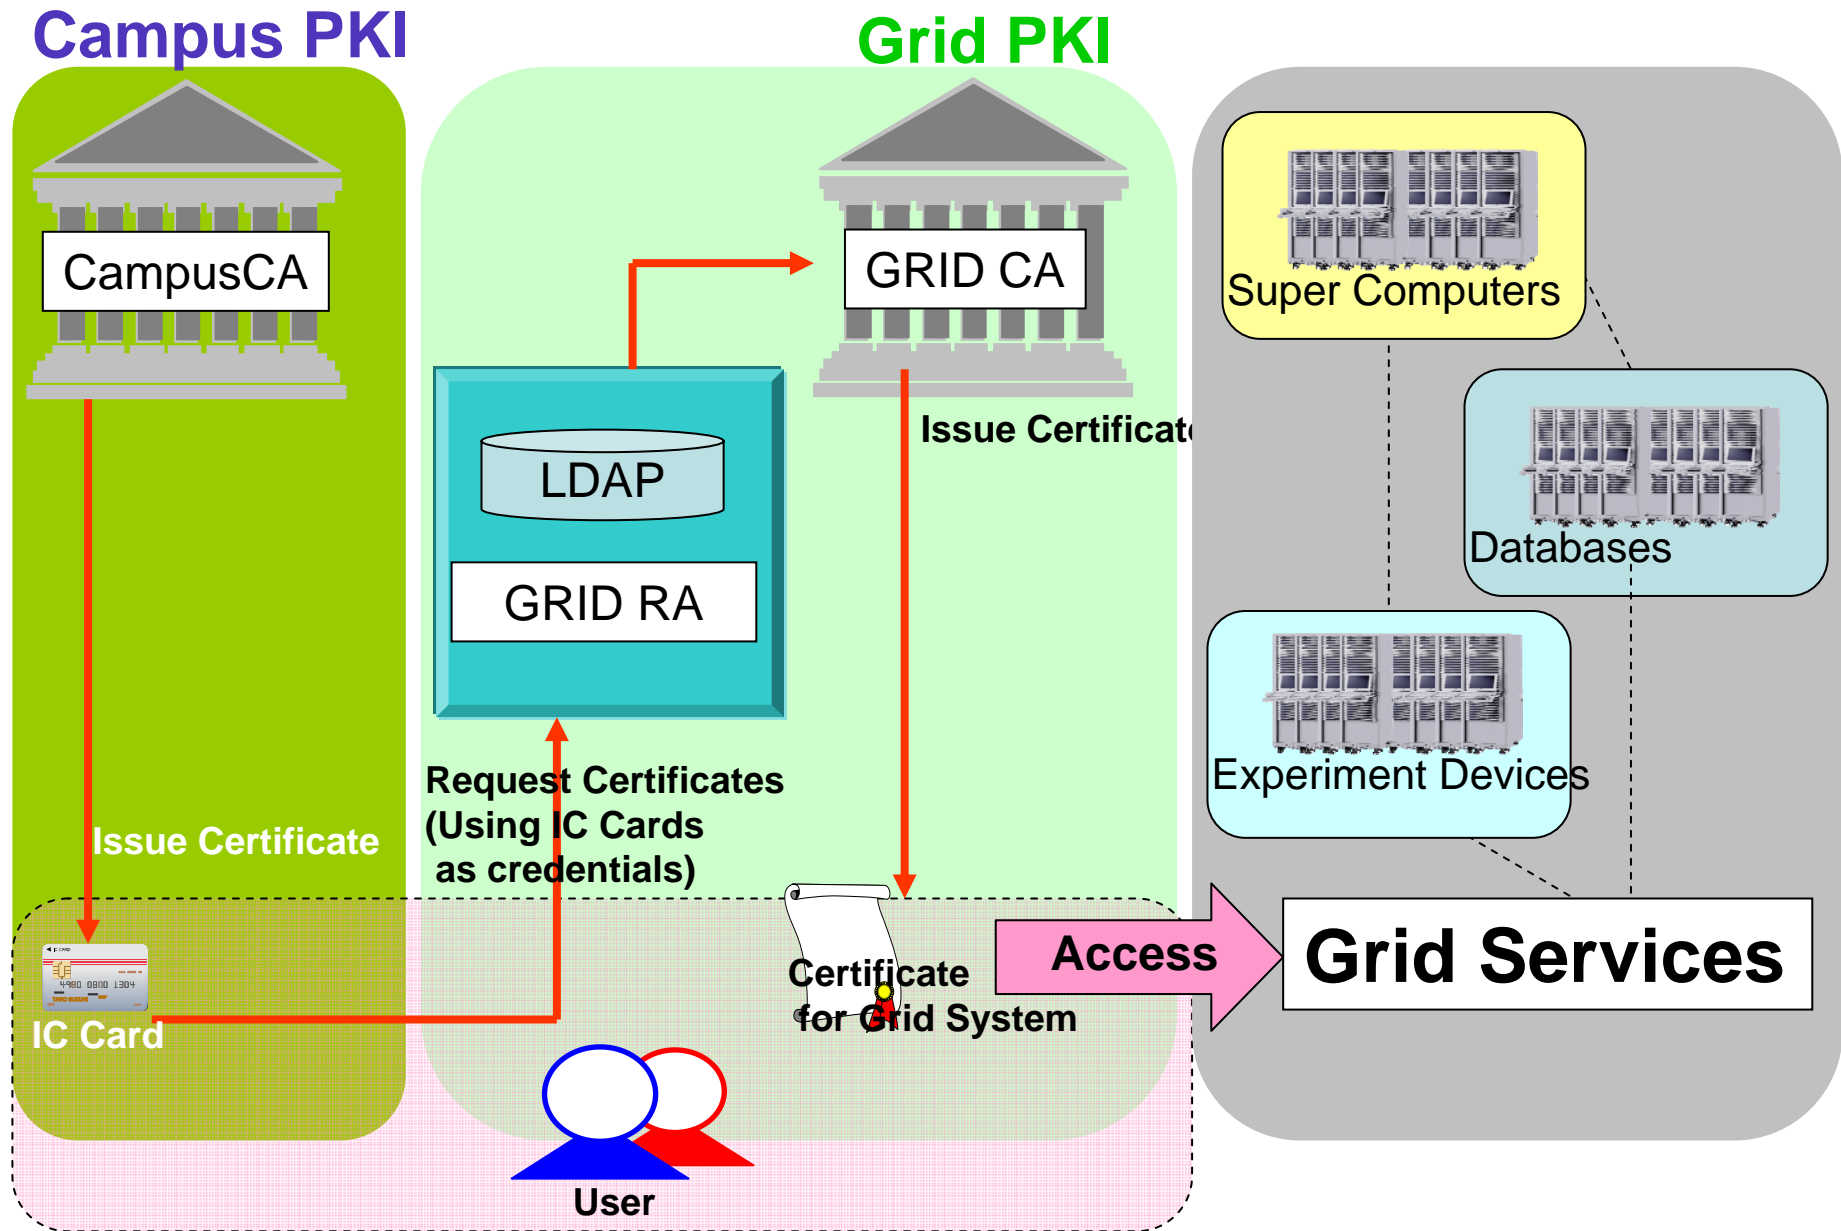 Campus PKI
Grid PKI
CampusCA
GRID CA
Super Computers
Issue Certificate
LDAP
Databases
GRID RA
Request Certificates
(Using IC Cards
as credentials)
Experiment Devices
Issue Certificate
IC Card
Certificate
for Grid System
Access
Grid Services
User